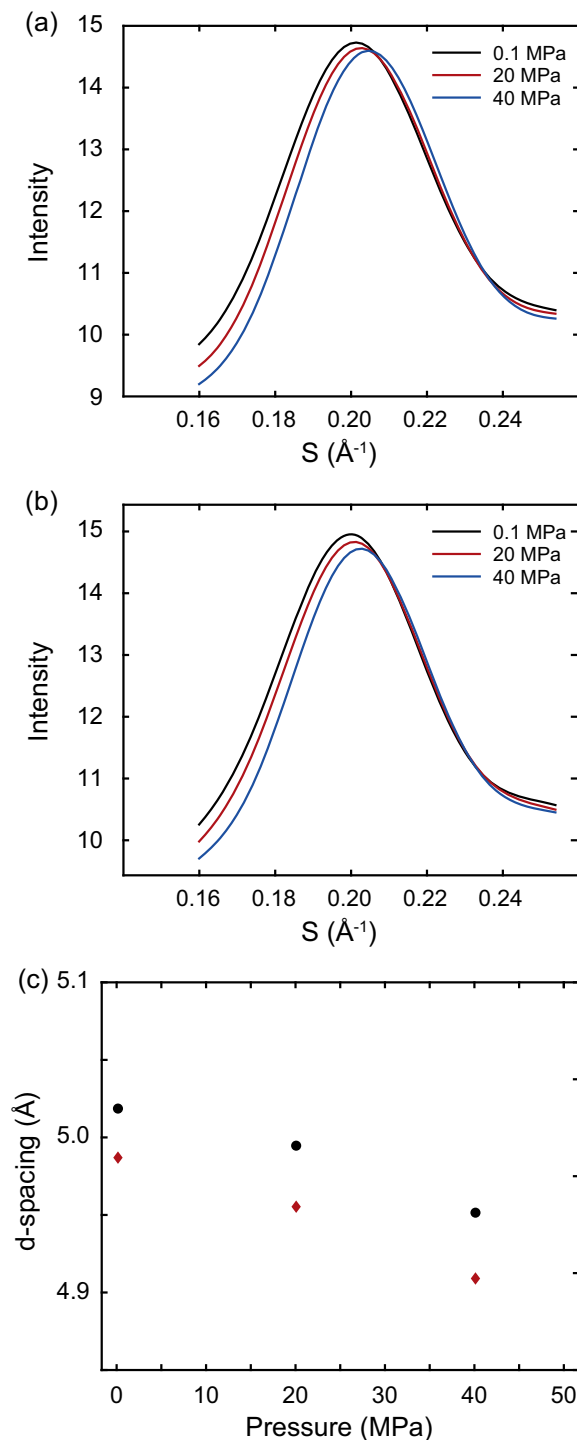 (a)
15
14
13
12
11
10
9
Intensity
0.1 MPa
20 MPa
40 MPa
0.16 0.18 0.20 0.22 0.24
S (Å⁻¹)
(b)
15
14
13
12
11
10
Intensity
0.1 MPa
20 MPa
40 MPa
0.16 0.18 0.20 0.22 0.24
S (Å⁻¹)
(c)
5.1
5.0
4.9
d-spacing (Å)
0 10 20 30 40 50
Pressure (MPa)